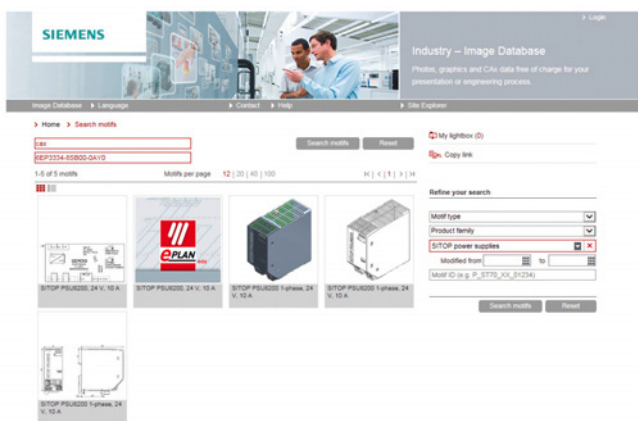 Login
SIEMENS
Industry – Image Database
Photos, graphics and CAx data free of charge for your
presentation or engineering process.
Image Database Language Contact Help Site Explorer
Home Search motifs
cax
6EP3334-8SB00-0AY0
Search motifs Reset
My lightbox (0)
Copy link
1-5 of 5 motifs Motifs per page 12 | 20 | 40 | 100 1
Refine your search
Motif type
Product family
SITOP power supplies
Modified from to
Motif ID (e.g. P_ST70_XX_01234)
Search motifs Reset
SIEMENS
ePLAN
SITOP PSU8200, 24 V, 10 A
SITOP PSU8200, 24 V, 10 A
SITOP PSU8200 1-phase, 24
V, 10 A
SITOP PSU8200 1-phase, 24
V, 10 A
SITOP PSU8200 1-phase, 24
V, 10 A